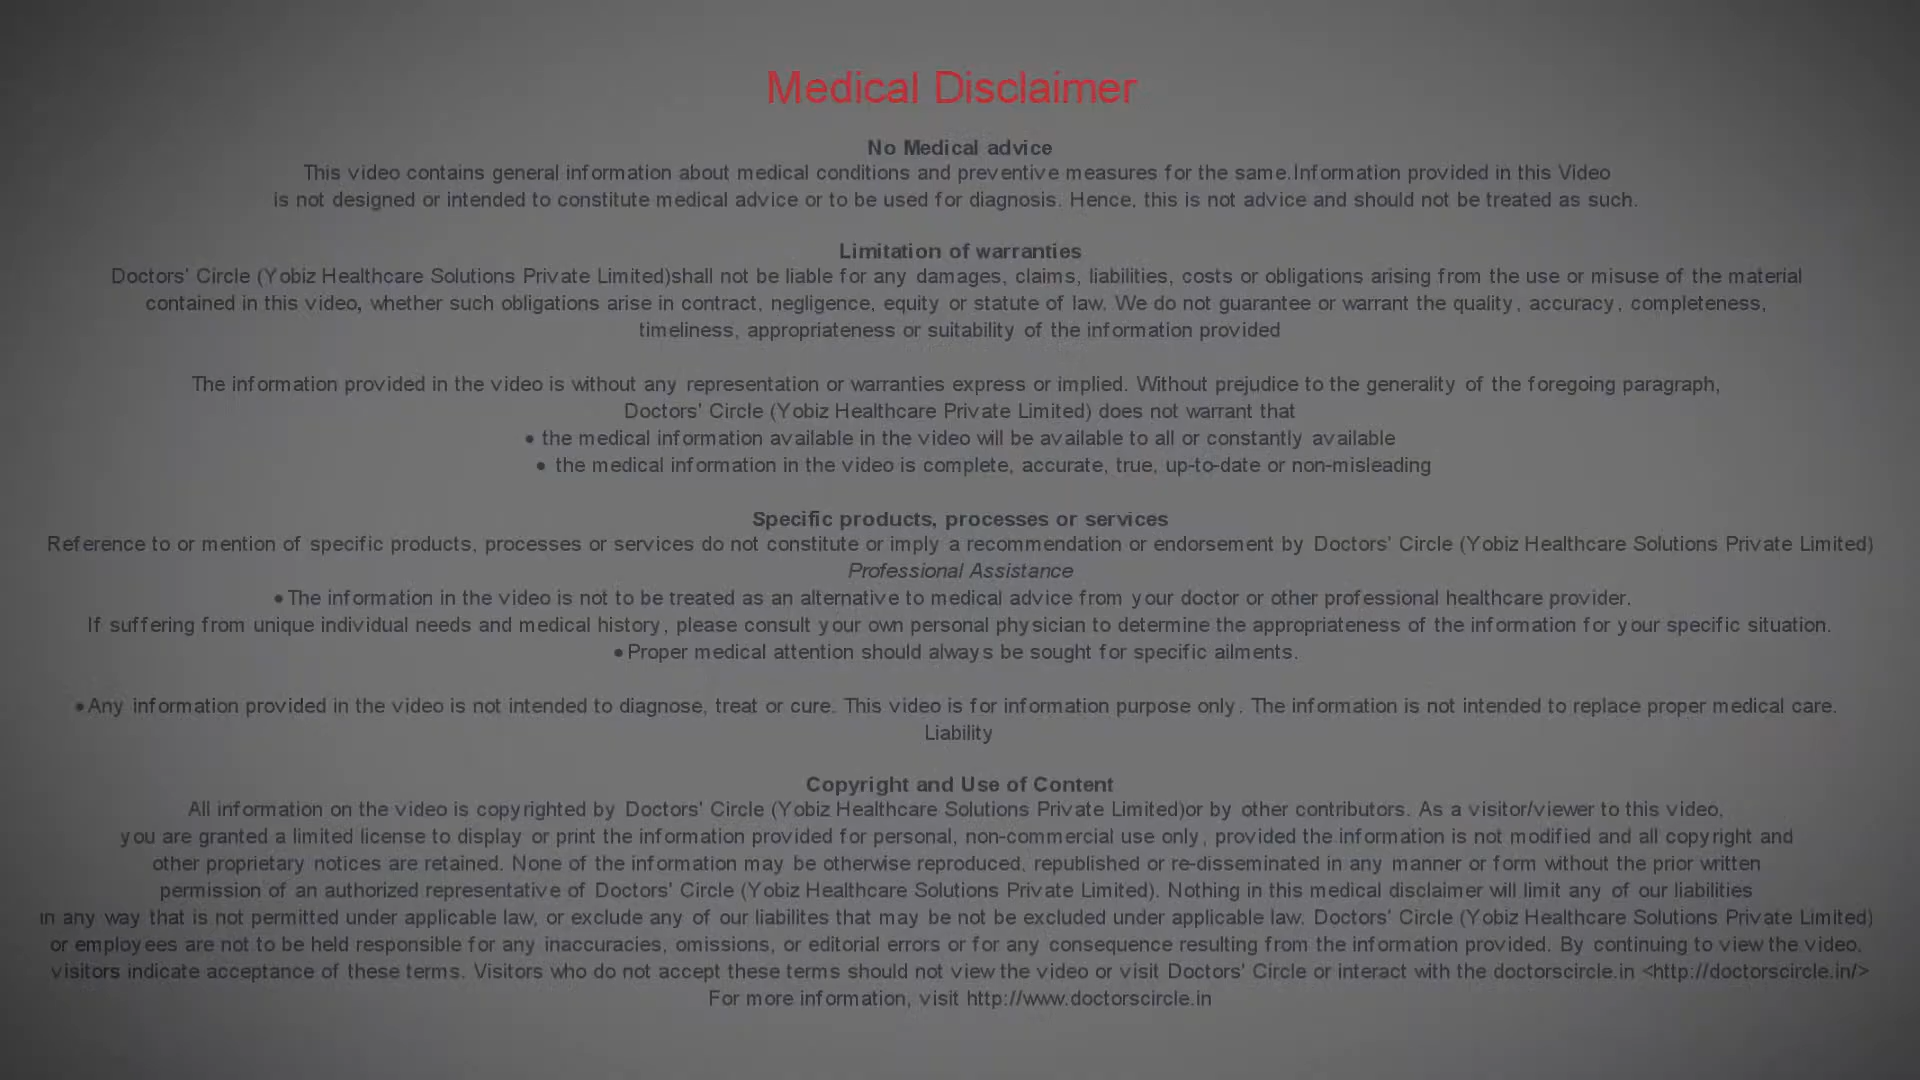 Medical Disclaimer
No Medical advice
This video contains general information about medical conditions and preventive measures for the same.Information provided in this Video
is not designed or intended to constitute medical advice or to be used for diagnosis. Hence, this is not advice and should not be treated as such.
Limitation of warranties
Doctors' Circle (Yobiz Healthcare Solutions Private Limited)shall not be liable for any damages, claims, liabilities, costs or obligations arising from the use or misuse of the material
contained in this video, whether such obligations arise in contract, negligence, equity or statute of law. We do not guarantee or warrant the quality, accuracy, completeness,
timeliness, appropriateness or suitability of the information provided
The information provided in the video is without any representation or warranties express or implied. Without prejudice to the generality of the foregoing paragraph,
Doctors' Circle (Yobiz Healthcare Private Limited) does not warrant that
• the medical information available in the video will be available to all or constantly available
• the medical information in the video is complete, accurate, true, up-to-date or non-misleading
Specific products, processes or services
Reference to or mention of specific products, processes or services do not constitute or imply a recommendation or endorsement by Doctors' Circle (Yobiz Healthcare Solutions Private Limited)
Professional Assistance
•The information in the video is not to be treated as an alternative to medical advice from your doctor or other professional healthcare provider.
If suffering from unique individual needs and medical history, please consult your own personal physician to determine the appropriateness of the information for your specific situation.
•Proper medical attention should always be sought for specific ailments.
•Any information provided in the video is not intended to diagnose, treat or cure. This video is for information purpose only. The information is not intended to replace proper medical care.
Liability
Copyright and Use of Content
All information on the video is copyrighted by Doctors' Circle (Yobiz Healthcare Solutions Private Limited)or by other contributors. As a visitor/viewer to this video,
you are granted a limited license to display or print the information provided for personal, non-commercial use only, provided the information is not modified and all copyright and
other proprietary notices are retained. None of the information may be otherwise reproduced, republished or re-disseminated in any manner or form without the prior written
permission of an authorized representative of Doctors' Circle (Yobiz Healthcare Solutions Private Limited). Nothing in this medical disclaimer will limit any of our liabilities
in any way that is not permitted under applicable law, or exclude any of our liabilites that may be not be excluded under applicable law. Doctors' Circle (Yobiz Healthcare Solutions Private Limited)
or employees are not to be held responsible for any inaccuracies, omissions, or editorial errors or for any consequence resulting from the information provided. By continuing to view the video,
visitors indicate acceptance of these terms. Visitors who do not accept these terms should not view the video or visit Doctors' Circle or interact with the doctorscircle.in <http://doctorscircle.in/>
For more information, visit http://www.doctorscircle.in